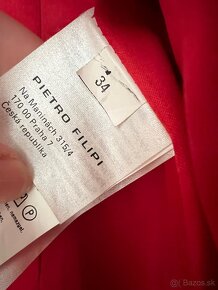 34
PIETRO FILIPI
Na Maninách 315/4
170 00 Praha 7
Česká republika
P
Bazos.sk